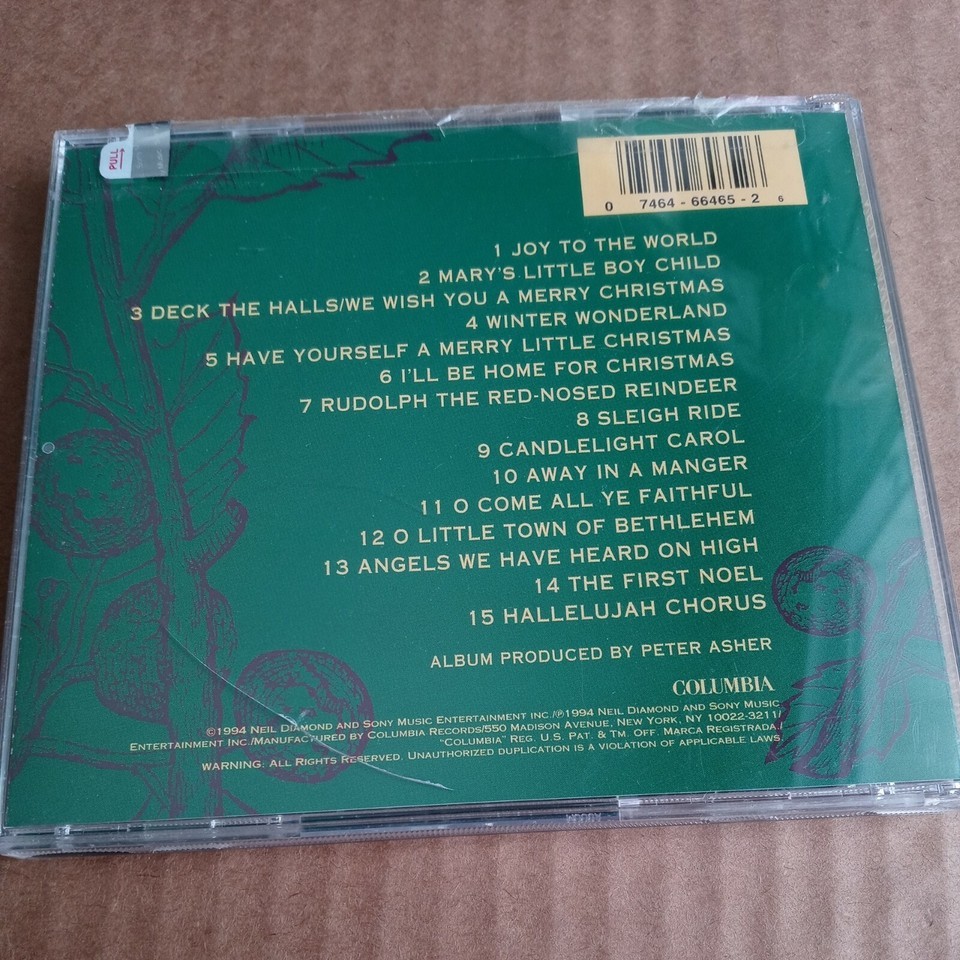 PULL
0 7464-66465-2 6
1 JOY TO THE WORLD
2 MARY'S LITTLE BOY CHILD
3 DECK THE HALLS/WE WISH YOU A MERRY CHRISTMAS
4 WINTER WONDERLAND
5 HAVE YOURSELF A MERRY LITTLE CHRISTMAS
6 I'LL BE HOME FOR CHRISTMAS
7 RUDOLPH THE RED-NOSED REINDEER
8 SLEIGH RIDE
9 CANDLELIGHT CAROL
10 AWAY IN A MANGER
11 O COME ALL YE FAITHFUL
12 O LITTLE TOWN OF BETHLEHEM
13 ANGELS WE HAVE HEARD ON HIGH
14 THE FIRST NOEL
15 HALLELUJAH CHORUS
ALBUM PRODUCED BY PETER ASHER
COLUMBIA
©1994 NEIL DIAMOND AND SONY MUSIC ENTERTAINMENT INC./℗1994 NEIL DIAMOND AND SONY MUSIC
ENTERTAINMENT INC./MANUFACTURED BY COLUMBIA RECORDS/550 MADISON AVENUE, NEW YORK, NY 10022-3211/
"COLUMBIA" REG. U.S. PAT. & TM. OFF. MARCA REGISTRADA./
WARNING: ALL RIGHTS RESERVED. UNAUTHORIZED DUPLICATION IS A VIOLATION OF APPLICABLE LAWS.